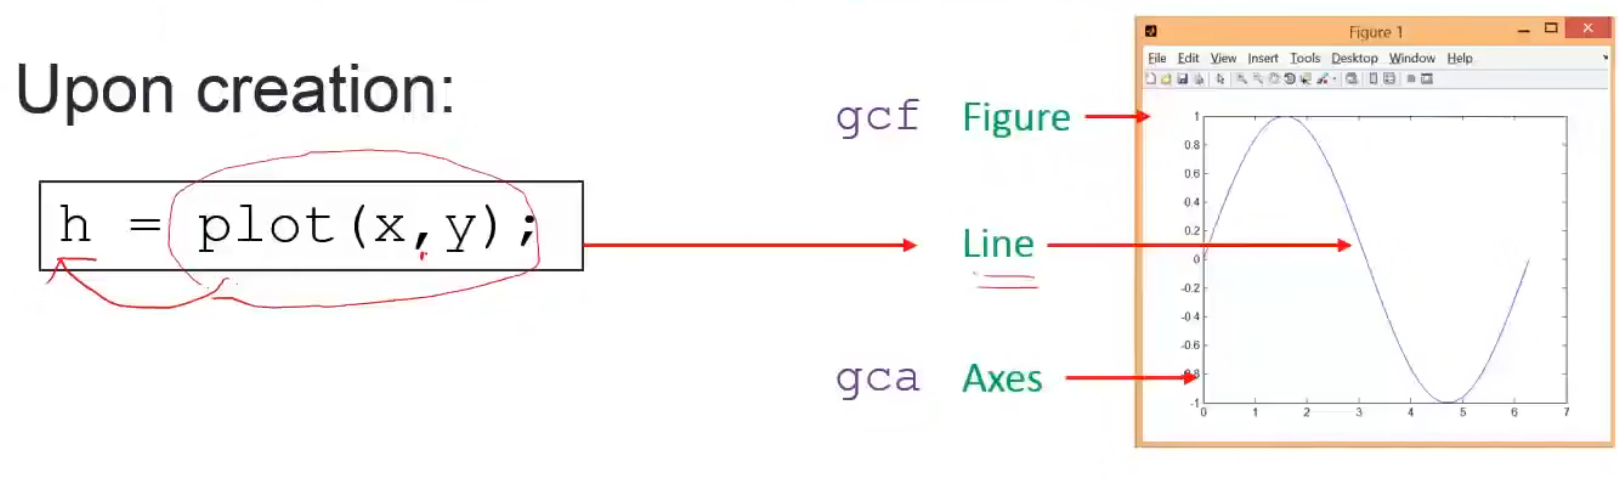 Upon creation:
h = plot(x,y);
gcf Figure
Line
gca Axes
Figure 1
File Edit View Insert Tools Desktop Window Help
1
0.8
0.6
0.4
0.2
0
-0.2
-0.4
-0.6
-0.8
-1
0 1 2 3 4 5 6 7